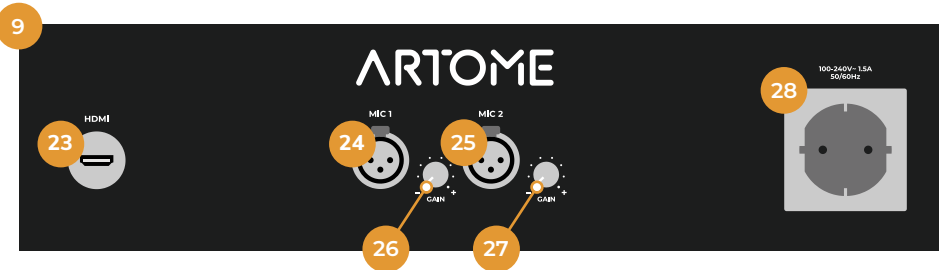 9
ARTOME
100-240V~ 1.5A
50/60Hz
28
HDMI
MIC 1
MIC 2
23
24
25
- GAIN +
- GAIN +
26
27